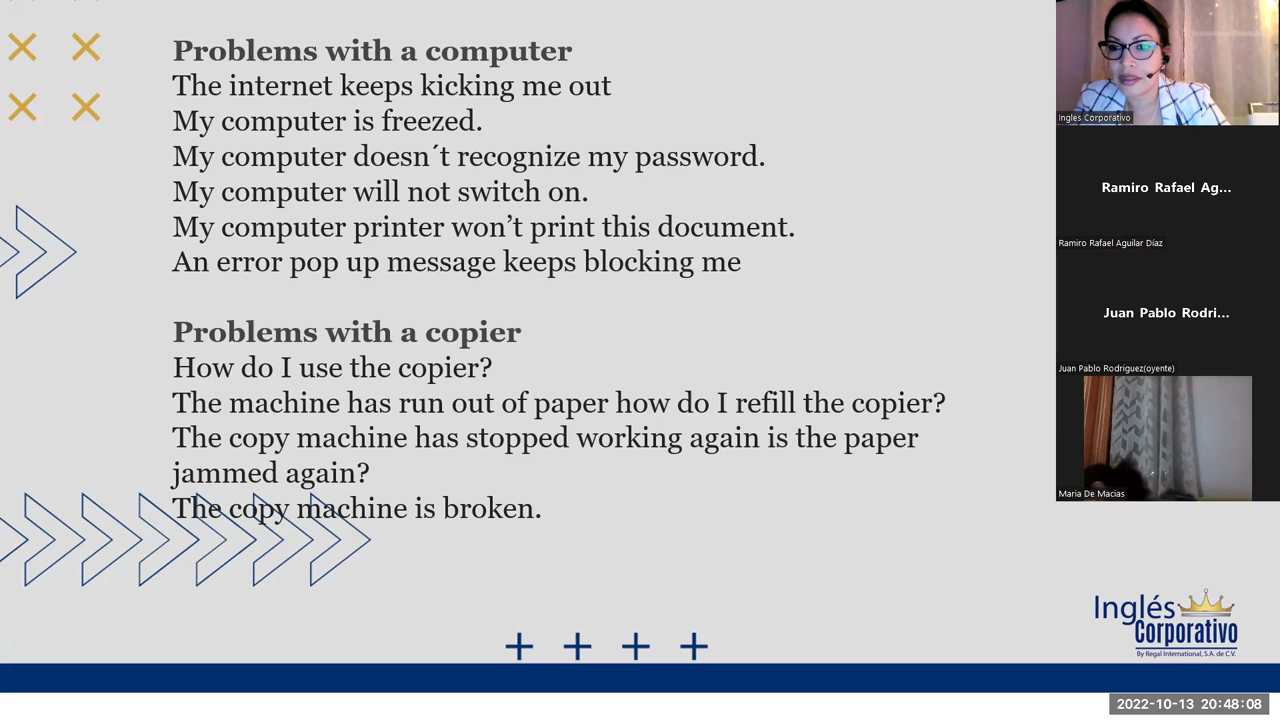 Problems with a computer
The internet keeps kicking me out
My computer is freezed.
My computer doesn´t recognize my password.
My computer will not switch on.
My computer printer won’t print this document.
An error pop up message keeps blocking me
Problems with a copier
How do I use the copier?
The machine has run out of paper how do I refill the copier?
The copy machine has stopped working again is the paper
jammed again?
The copy machine is broken.
Ingles Corporativo
Ramiro Rafael Ag...
Ramiro Rafael Aguilar Díaz
Juan Pablo Rodri...
Juan Pablo Rodriguez(oyente)
Maria De Macias
Inglés
Corporativo
By Regal International, S.A. de C.V.
2022-10-13 20:48:08